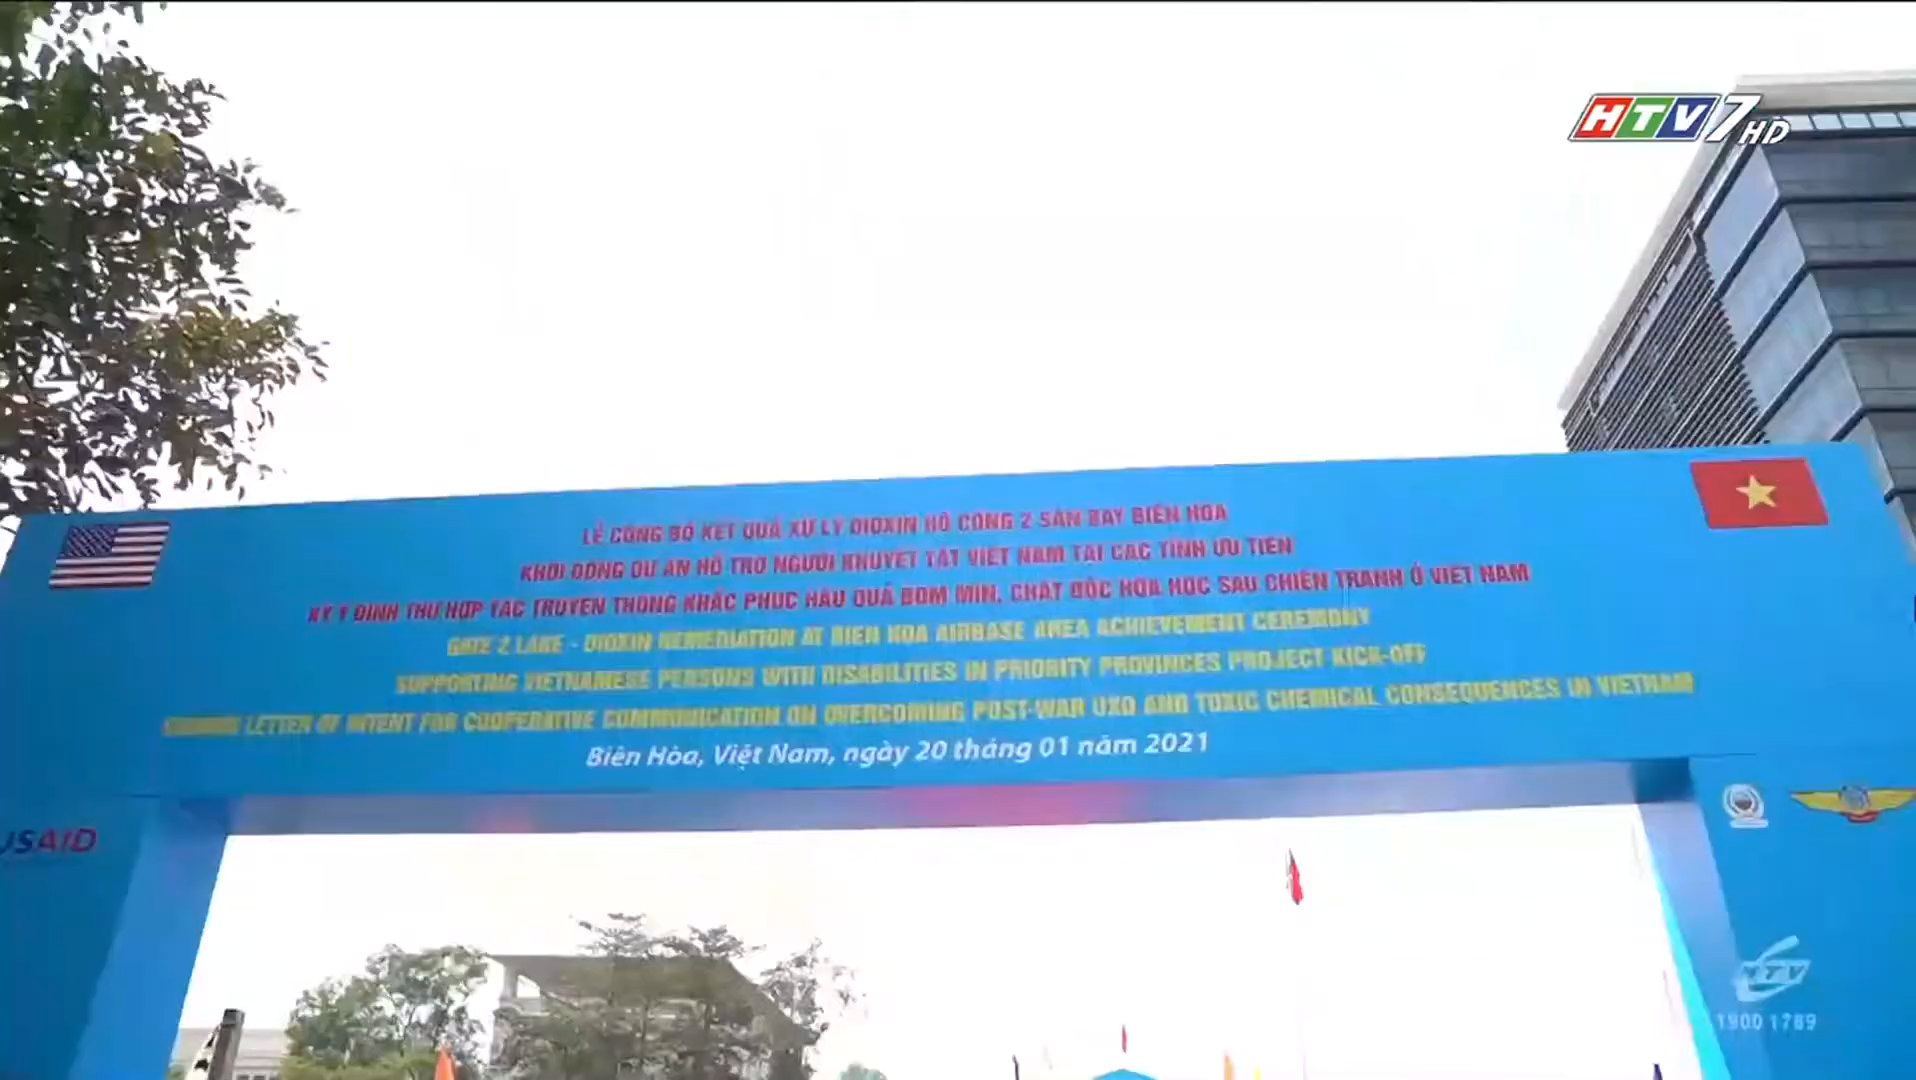 HTV7 HD
LỄ CÔNG BỐ KẾT QUẢ XỬ LÝ DIOXIN HỒ CỔNG 2 SÂN BAY BIÊN HÒA
KHỞI ĐỘNG DỰ ÁN HỖ TRỢ NGƯỜI KHUYẾT TẬT VIỆT NAM TẠI CÁC TỈNH ƯU TIÊN
KÝ Ý ĐỊNH THƯ HỢP TÁC TRUYỀN THÔNG KHẮC PHỤC HẬU QUẢ BOM MÌN, CHẤT ĐỘC HÓA HỌC SAU CHIẾN TRANH Ở VIỆT NAM
GATE 2 LAKE - DIOXIN REMEDIATION AT BIEN HOA AIRBASE AREA ACHIEVEMENT CEREMONY
SUPPORTING VIETNAMESE PERSONS WITH DISABILITIES IN PRIORITY PROVINCES PROJECT KICK-OFF
LETTER OF INTENT FOR COOPERATIVE COMMUNICATION ON OVERCOMING POST-WAR UXO AND TOXIC CHEMICAL CONSEQUENCES IN VIETNAM
Biên Hòa, Việt Nam, ngày 20 tháng 01 năm 2021
USAID
HTV
1900 1789